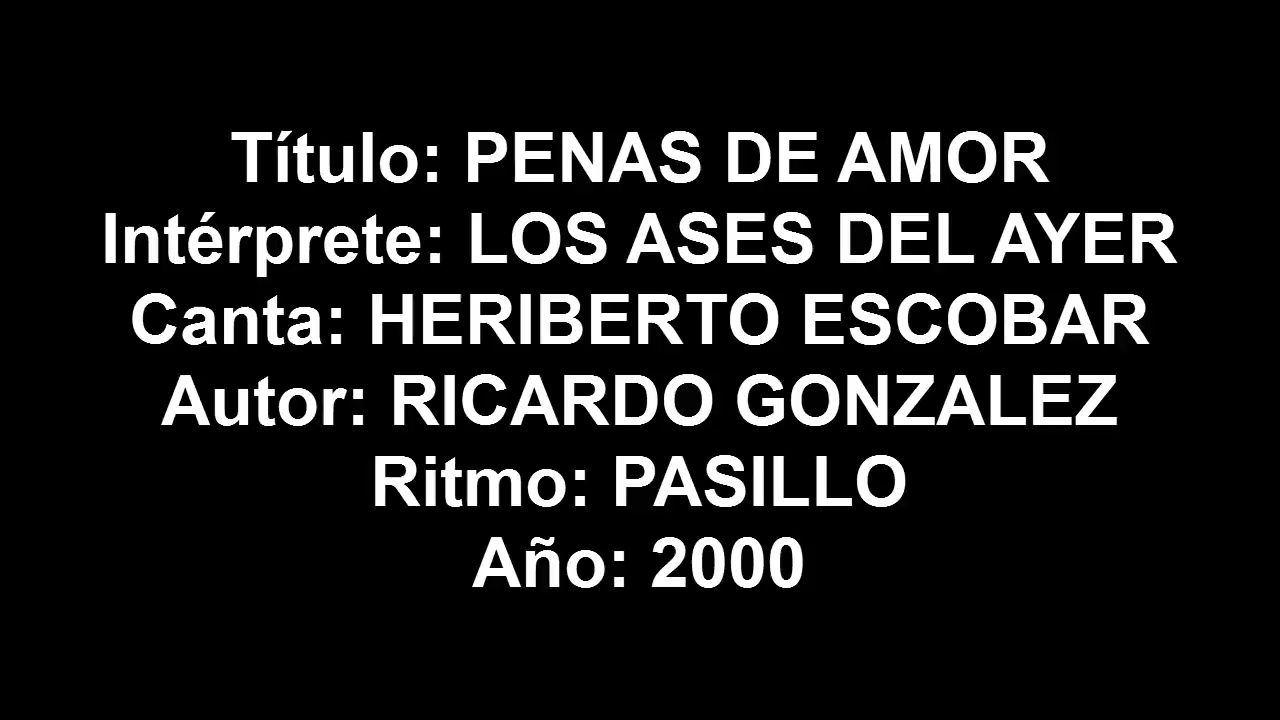 Título: PENAS DE AMOR
Intérprete: LOS ASES DEL AYER
Canta: HERIBERTO ESCOBAR
Autor: RICARDO GONZALEZ
Ritmo: PASILLO
Año: 2000